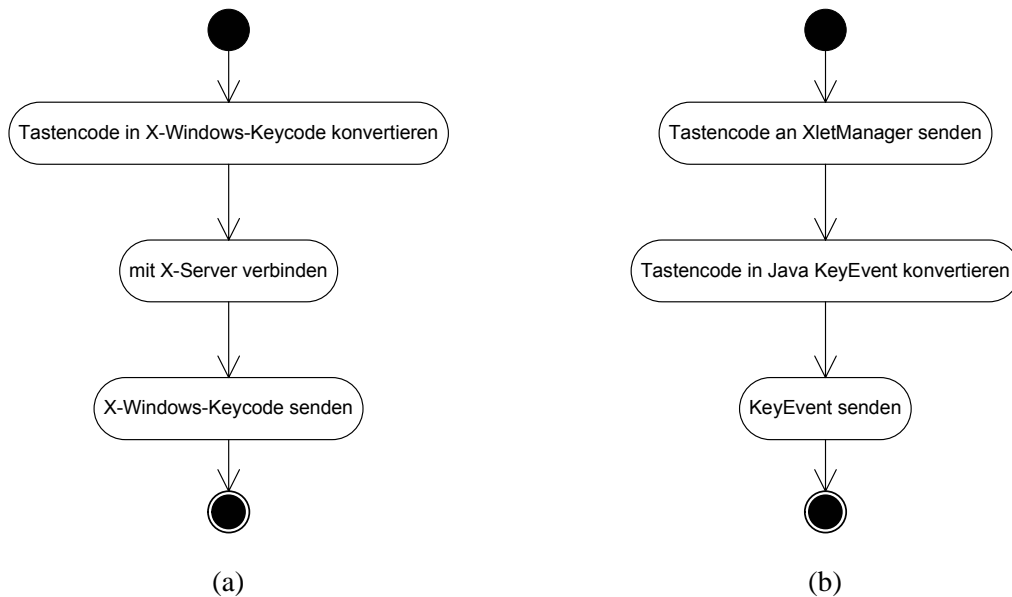 Tastencode in X-Windows-Keycode konvertieren
mit X-Server verbinden
X-Windows-Keycode senden
(a)
Tastencode an XletManager senden
Tastencode in Java KeyEvent konvertieren
KeyEvent senden
(b)